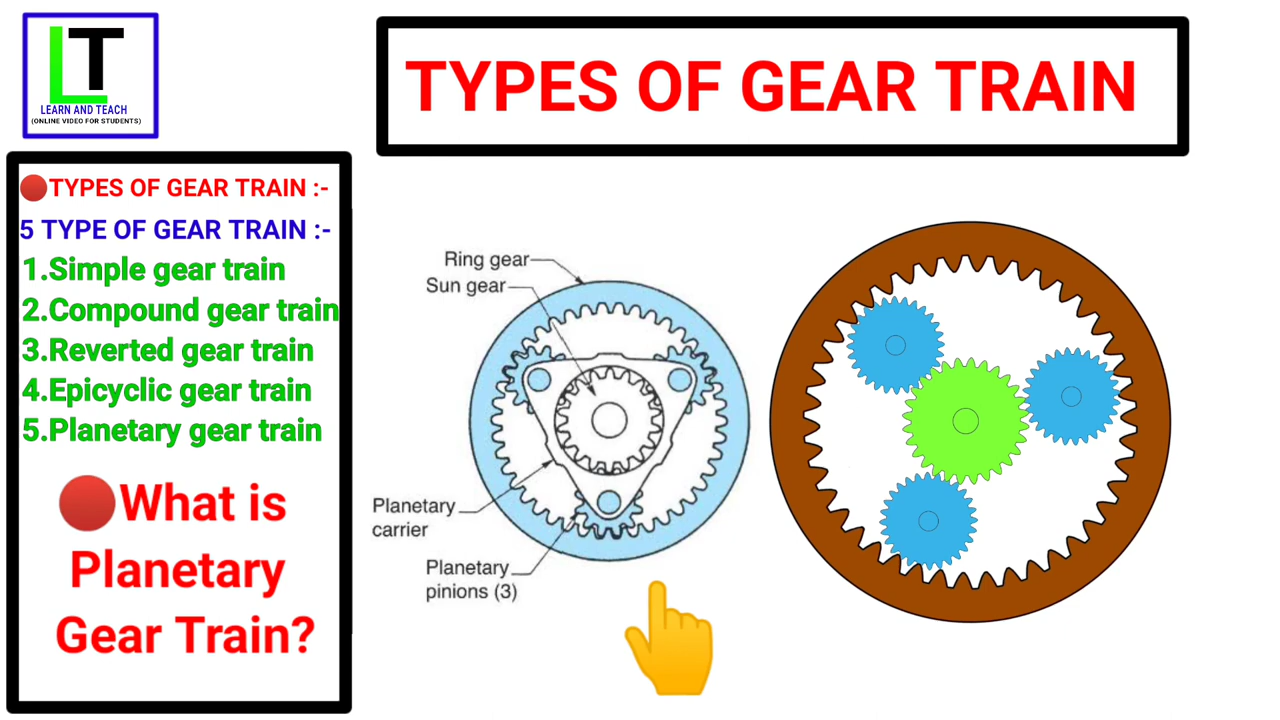 LT
LEARN AND TEACH
(ONLINE VIDEO FOR STUDENTS)
TYPES OF GEAR TRAIN
TYPES OF GEAR TRAIN :-
5 TYPE OF GEAR TRAIN :-
1.Simple gear train
2.Compound gear train
3.Reverted gear train
4.Epicyclic gear train
5.Planetary gear train
What is
Planetary
Gear Train?
Ring gear
Sun gear
Planetary
carrier
Planetary
pinions (3)